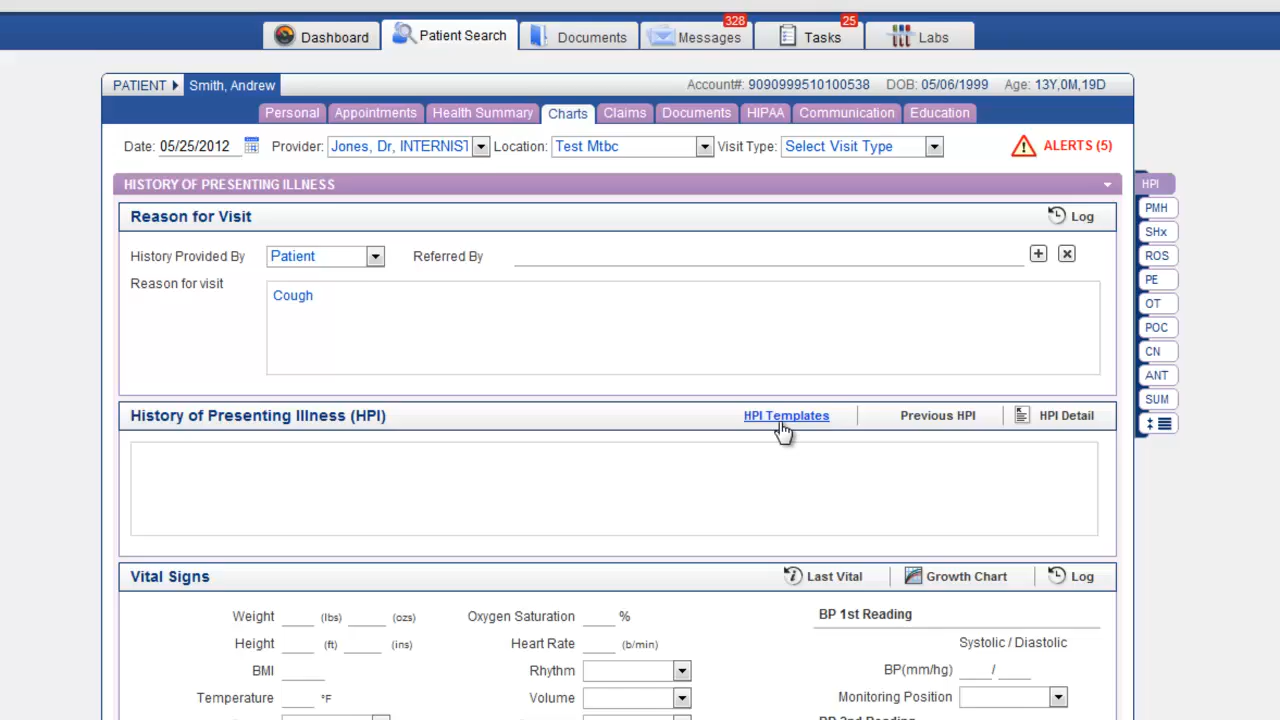 Dashboard Patient Search Documents Messages 328 Tasks 25 Labs
PATIENT Smith, Andrew Account#: 9090999510100538 DOB: 05/06/1999 Age: 13Y,0M,19D
Personal Appointments Health Summary Charts Claims Documents HIPAA Communication Education
Date: 05/25/2012 Provider: Jones, Dr, INTERNIST Location: Test Mtbc Visit Type: Select Visit Type ALERTS (5)
HISTORY OF PRESENTING ILLNESS
HPI
PMH
SHx
ROS
PE
OT
POC
CN
ANT
SUM
Reason for Visit Log
History Provided By Patient Referred By
Reason for visit
Cough
History of Presenting Illness (HPI) HPI Templates Previous HPI HPI Detail
Vital Signs Last Vital Growth Chart Log
Weight (lbs) (ozs) Oxygen Saturation % BP 1st Reading
Height (ft) (ins) Heart Rate (b/min) Systolic / Diastolic
BMI Rhythm BP(mm/hg) /
Temperature °F Volume Monitoring Position